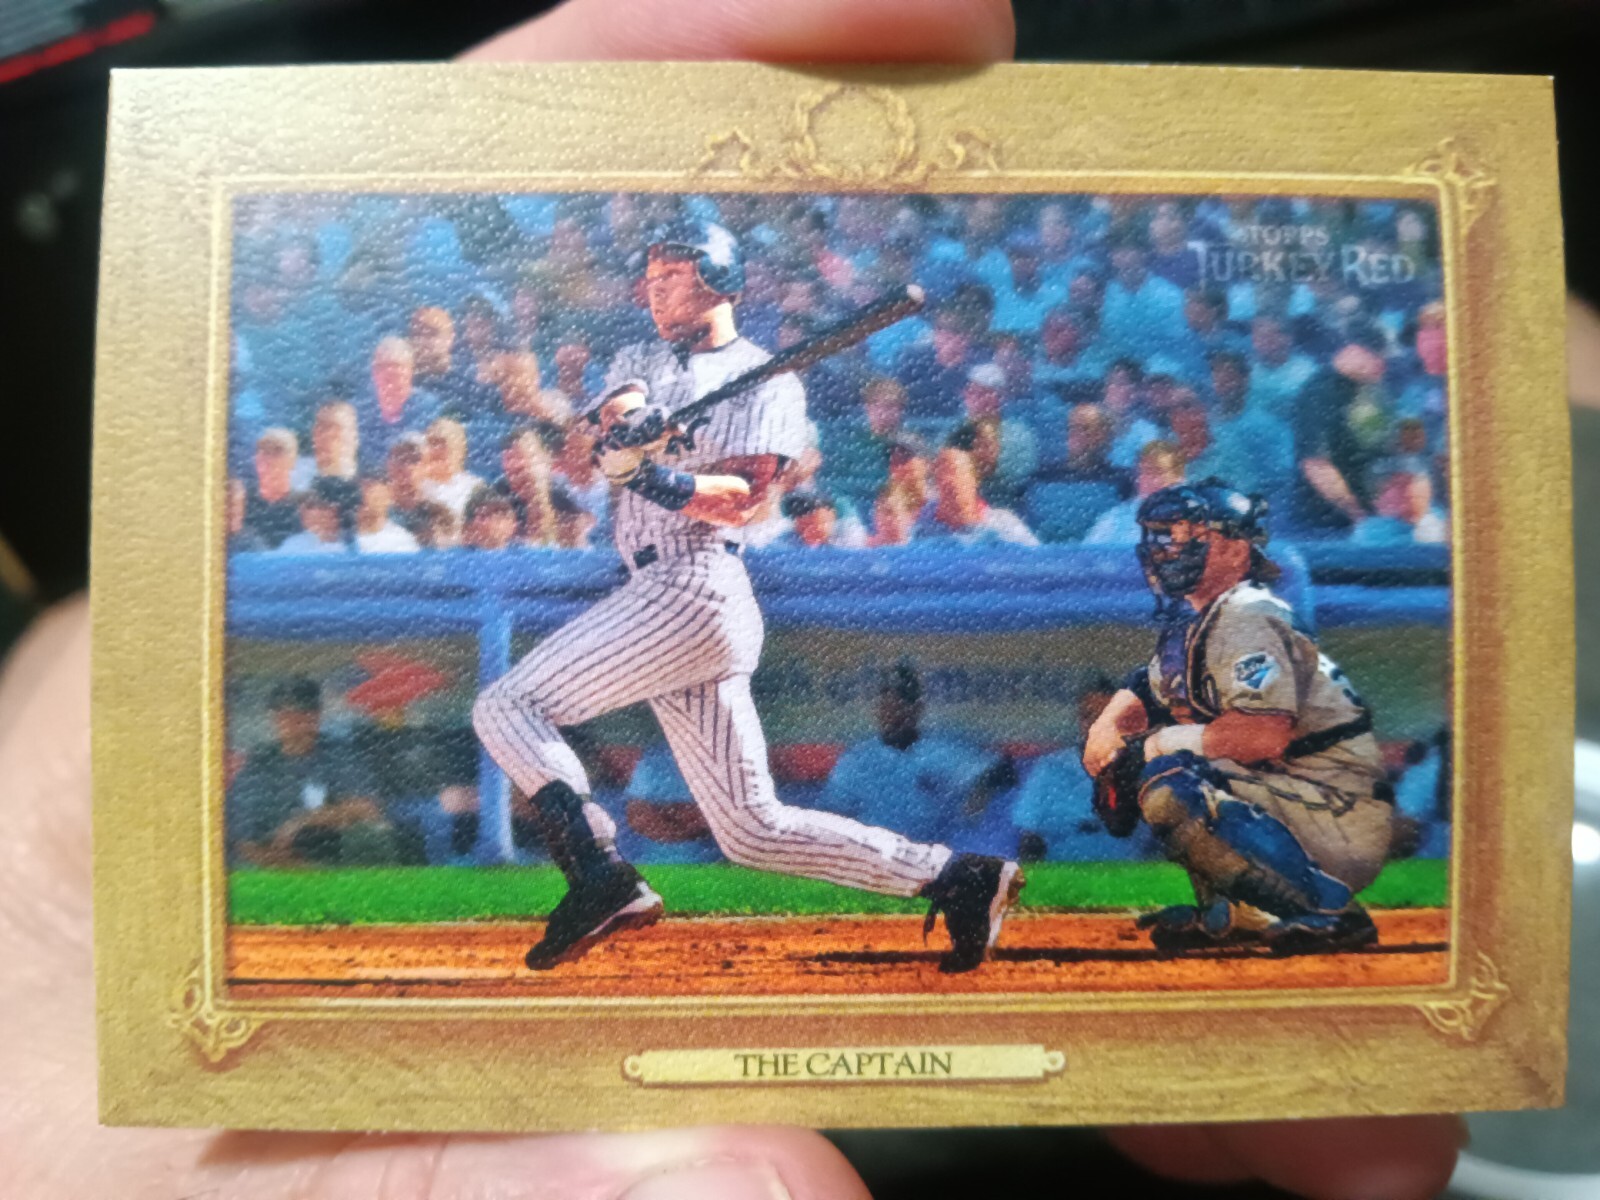 TOPPS
TURKEY RED
THE CAPTAIN